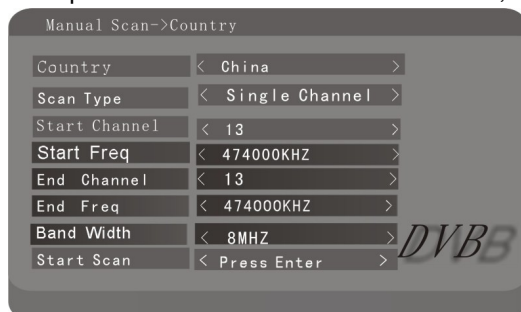 Manual Scan->Country
Country < China >
Scan Type < Single Channel >
Start Channel < 13 >
Start Freq < 474000KHZ >
End Channel < 13 >
End Freq < 474000KHZ >
Band Width < 8MHZ >
Start Scan < Press Enter >
DVB